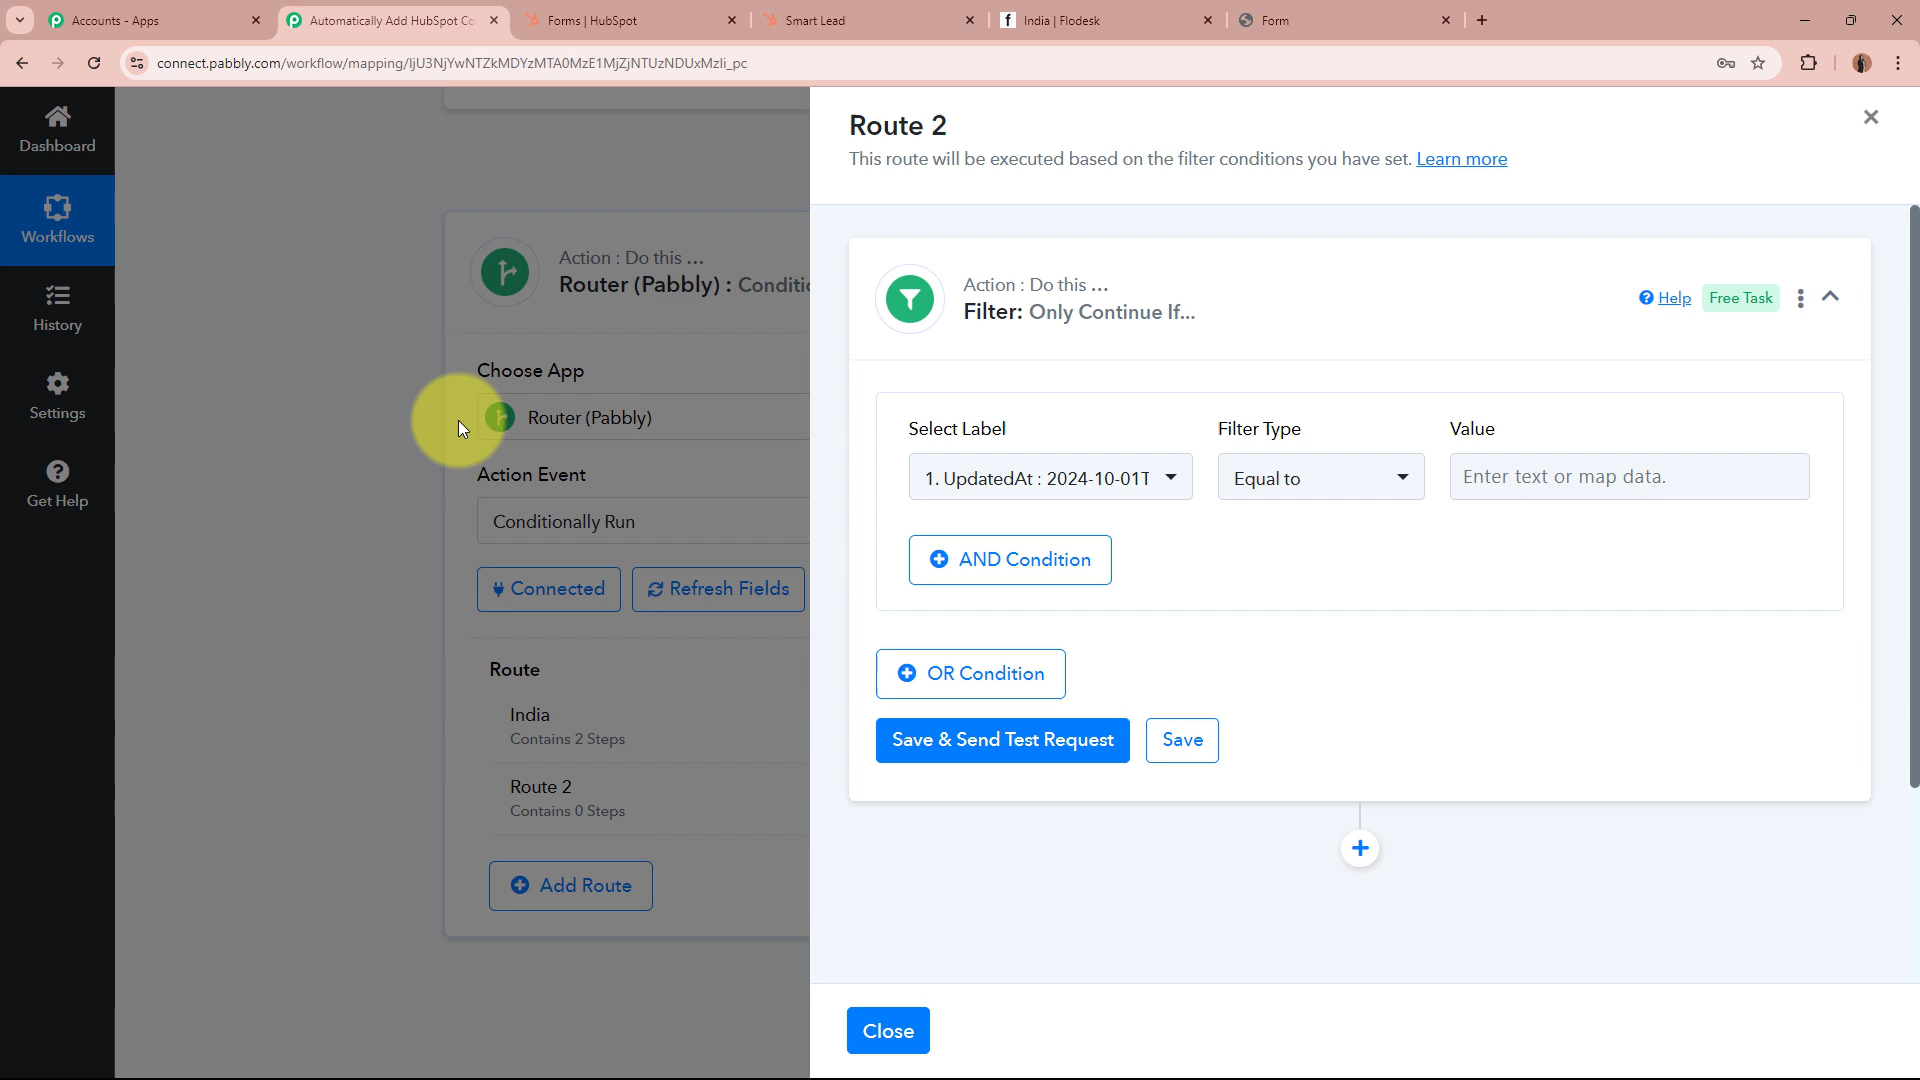 Accounts - Apps
Automatically Add HubSpot Co
Forms | HubSpot
Smart Lead
India | Flodesk
Form
connect.pabbly.com/workflow/mapping/IjU3NjYwNTZkMDYzMTA0MzE1MjZjNTUzNDUxMzIi_pc
Dashboard
Workflows
History
Settings
Get Help
Action : Do this ...
Router (Pabbly) : Conditio
Choose App
Router (Pabbly)
Action Event
Conditionally Run
Connected
Refresh Fields
Route
India
Contains 2 Steps
Route 2
Contains 0 Steps
Add Route
Route 2
This route will be executed based on the filter conditions you have set. Learn more
Action : Do this ...
Filter: Only Continue If...
Help
Free Task
Select Label
Filter Type
Value
1. UpdatedAt : 2024-10-01T
Equal to
Enter text or map data.
AND Condition
OR Condition
Save & Send Test Request
Save
Close